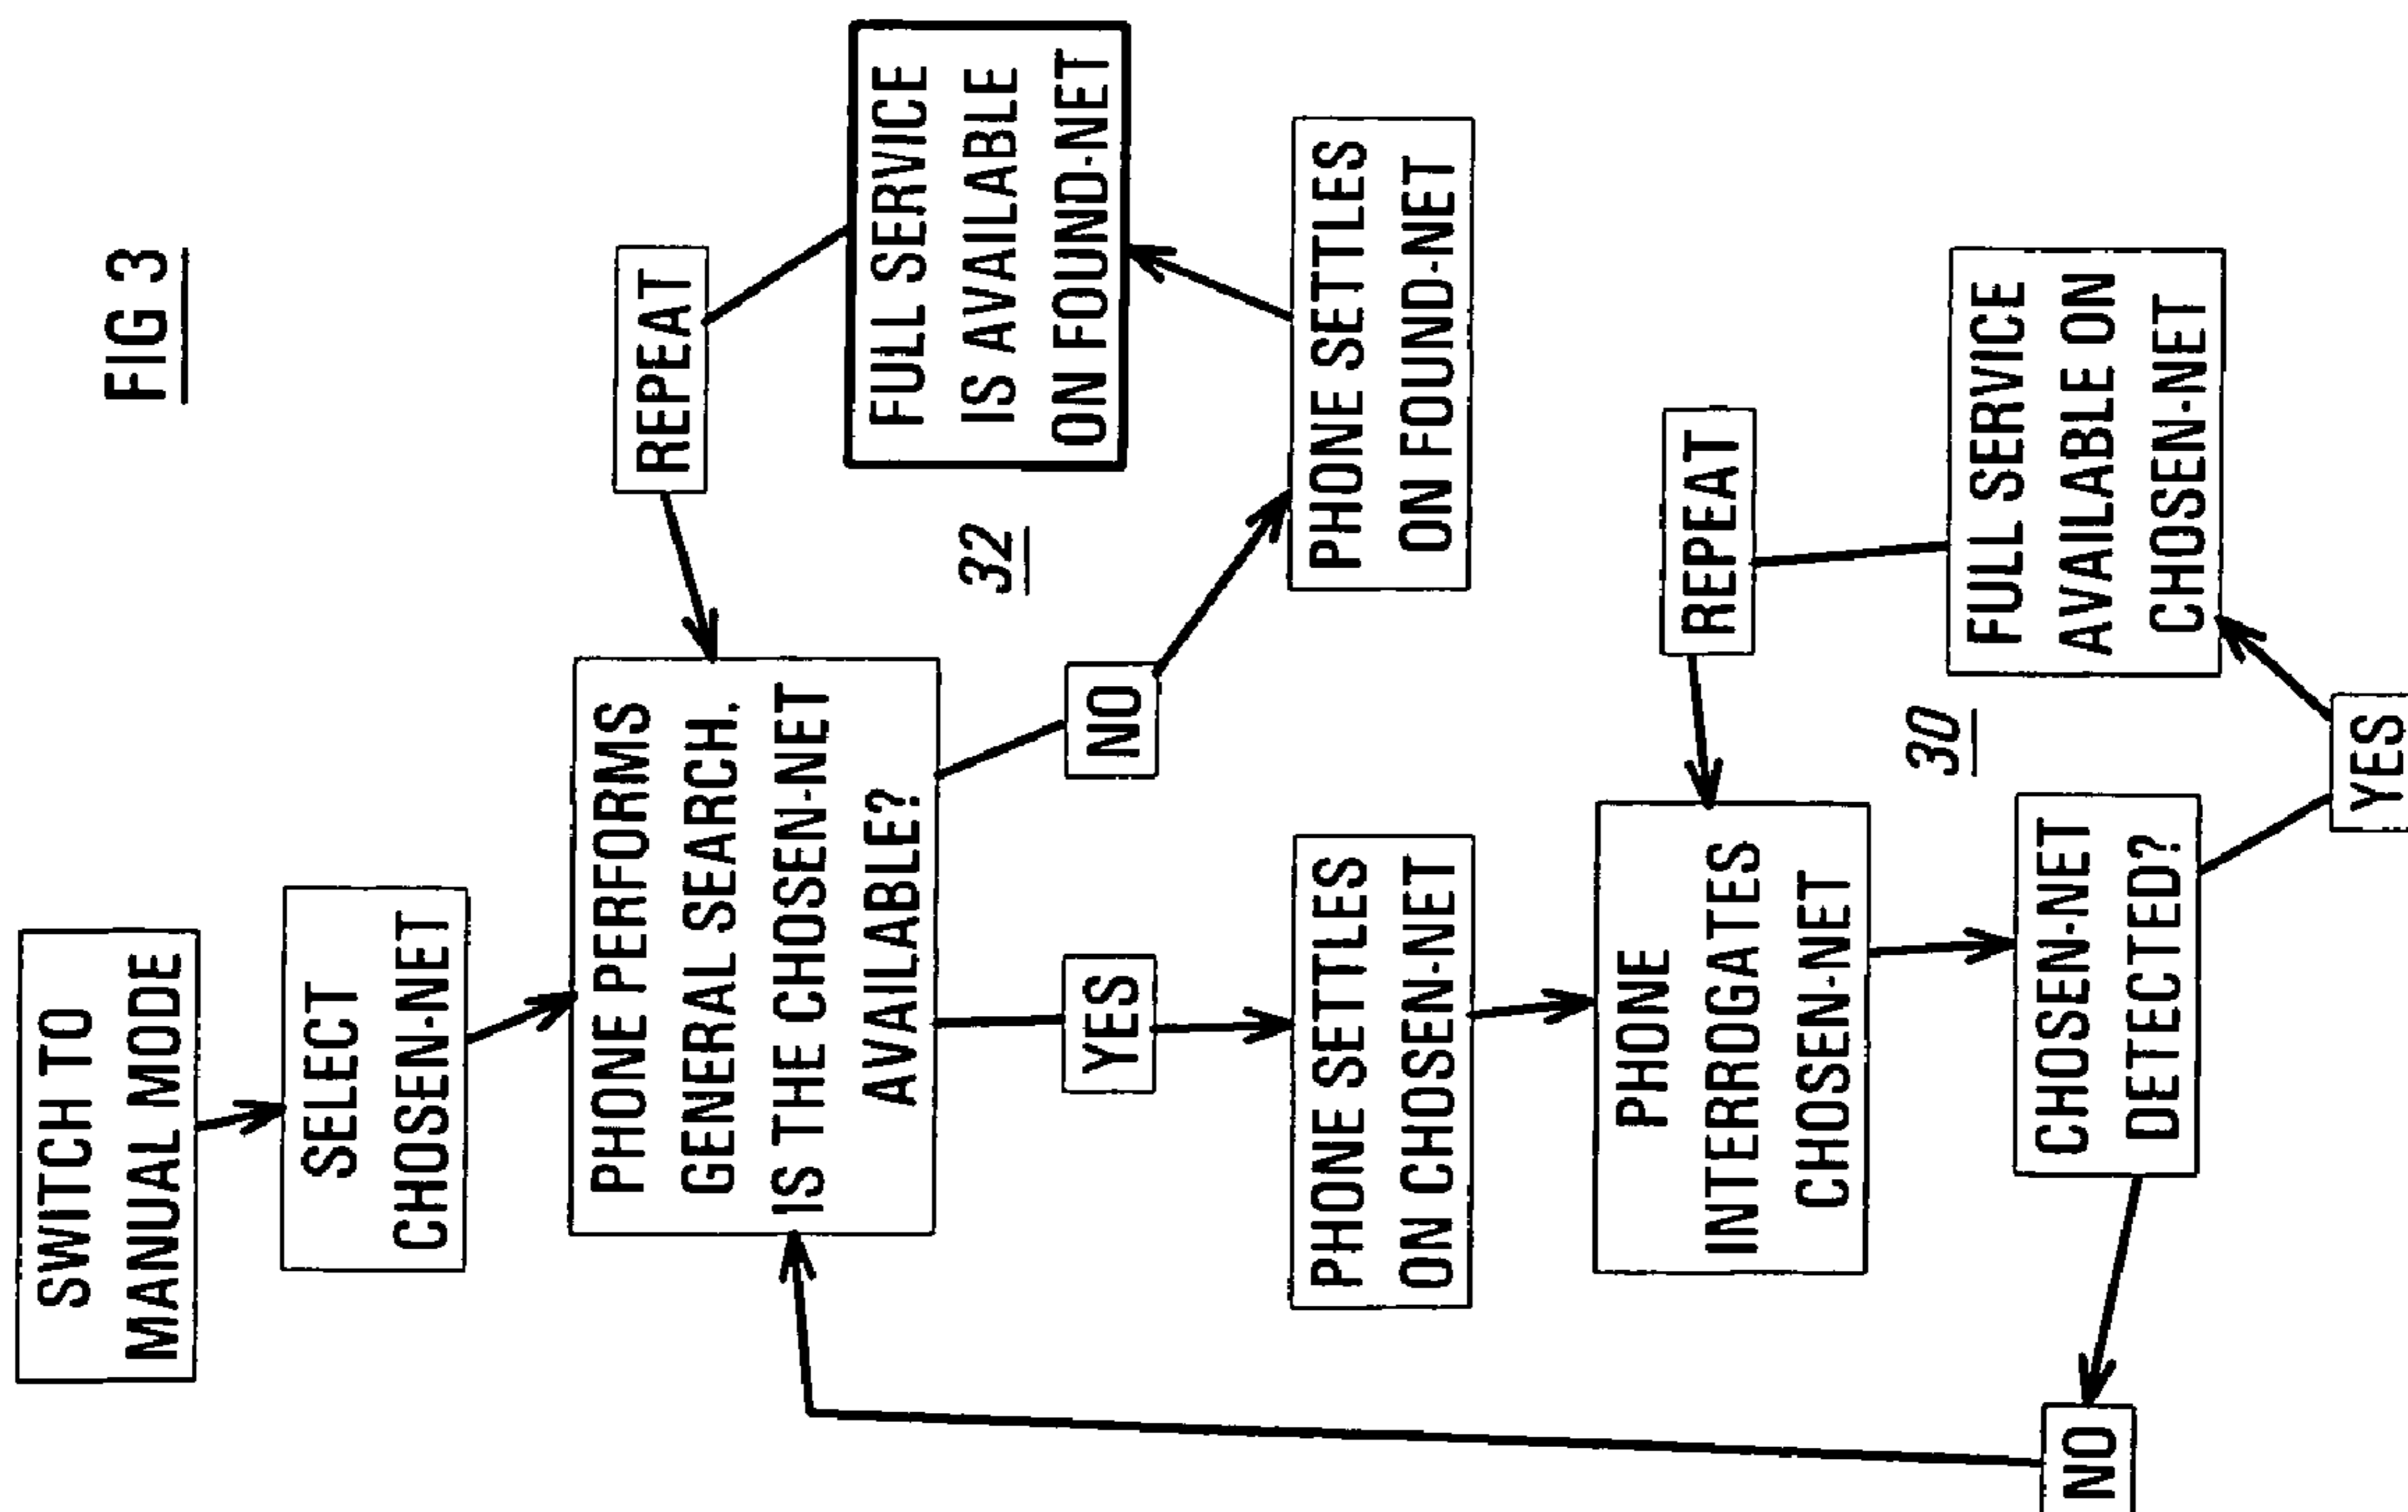 FIG 3
SWITCH TO
MANUAL MODE
SELECT
CHOSEN-NET
PHONE PERFORMS
GENERAL SEARCH.
IS THE CHOSEN-NET
AVAILABLE?
REPEAT
FULL SERVICE
IS AVAILABLE
ON FOUND-NET
32
NO
PHONE SETTLES
ON FOUND-NET
YES
PHONE SETTLES
ON CHOSEN-NET
PHONE
INTERROGATES
CHOSEN-NET
REPEAT
30
FULL SERVICE
AVAILABLE ON
CHOSEN-NET
CHOSEN-NET
DETECTED?
YES
NO